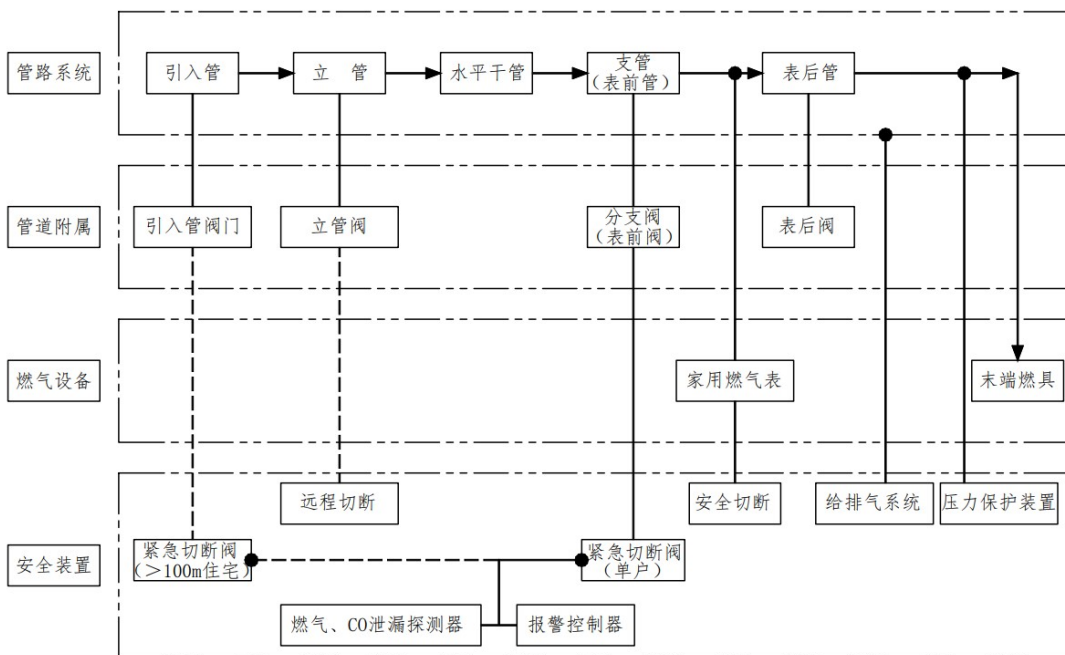 管路系统
引入管
立 管
水平干管
支管
(表前管)
表后管
管道附属
引入管阀门
立管阀
分支阀
(表前阀)
表后阀
燃气设备
家用燃气表
末端燃具
远程切断
安全切断
给排气系统
压力保护装置
安全装置
紧急切断阀
(>100m住宅)
紧急切断阀
(单户)
燃气、CO泄漏探测器
报警控制器